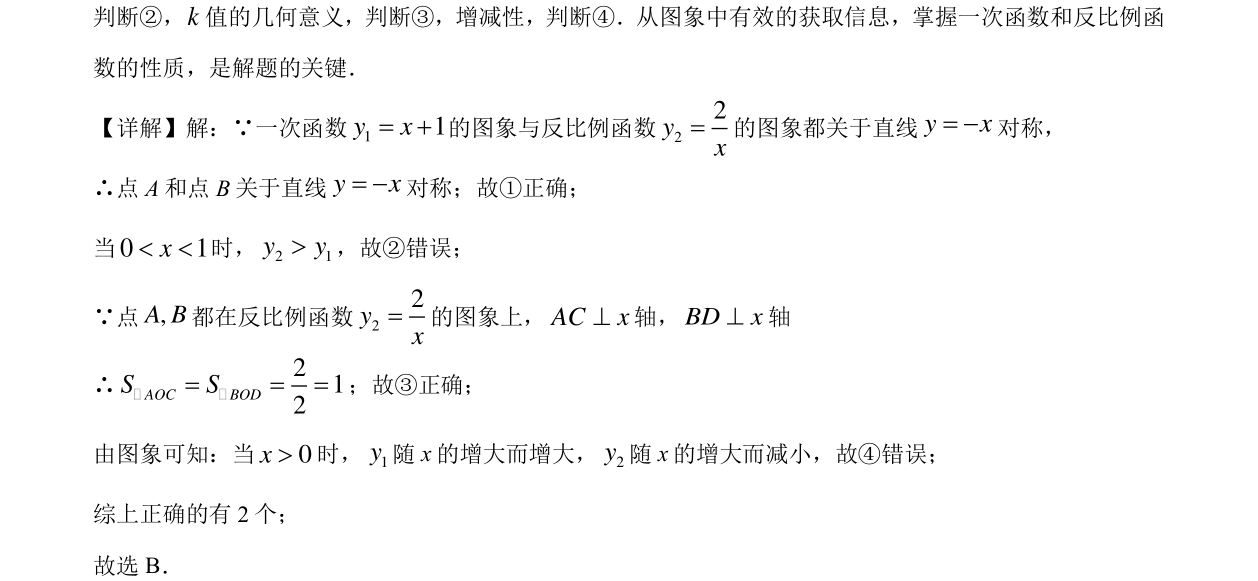 判断②，k 值的几何意义，判断③，增减性，判断④．从图象中有效的获取信息，掌握一次函数和反比例函
数的性质，是解题的关键．
【详解】解：∵一次函数 y₁ = x+1的图象与反比例函数 y₂ = 2/x 的图象都关于直线 y = −x 对称，
∴点 A 和点 B 关于直线 y = −x 对称；故①正确；
当 0 < x < 1时， y₂ > y₁，故②错误；
∵点 A, B 都在反比例函数 y₂ = 2/x 的图象上， AC ⊥ x 轴， BD ⊥ x 轴
∴ S□AOC = S□BOD = 2/2 = 1；故③正确；
由图象可知：当 x > 0 时， y₁ 随 x 的增大而增大， y₂ 随 x 的增大而减小，故④错误；
综上正确的有 2 个；
故选 B．